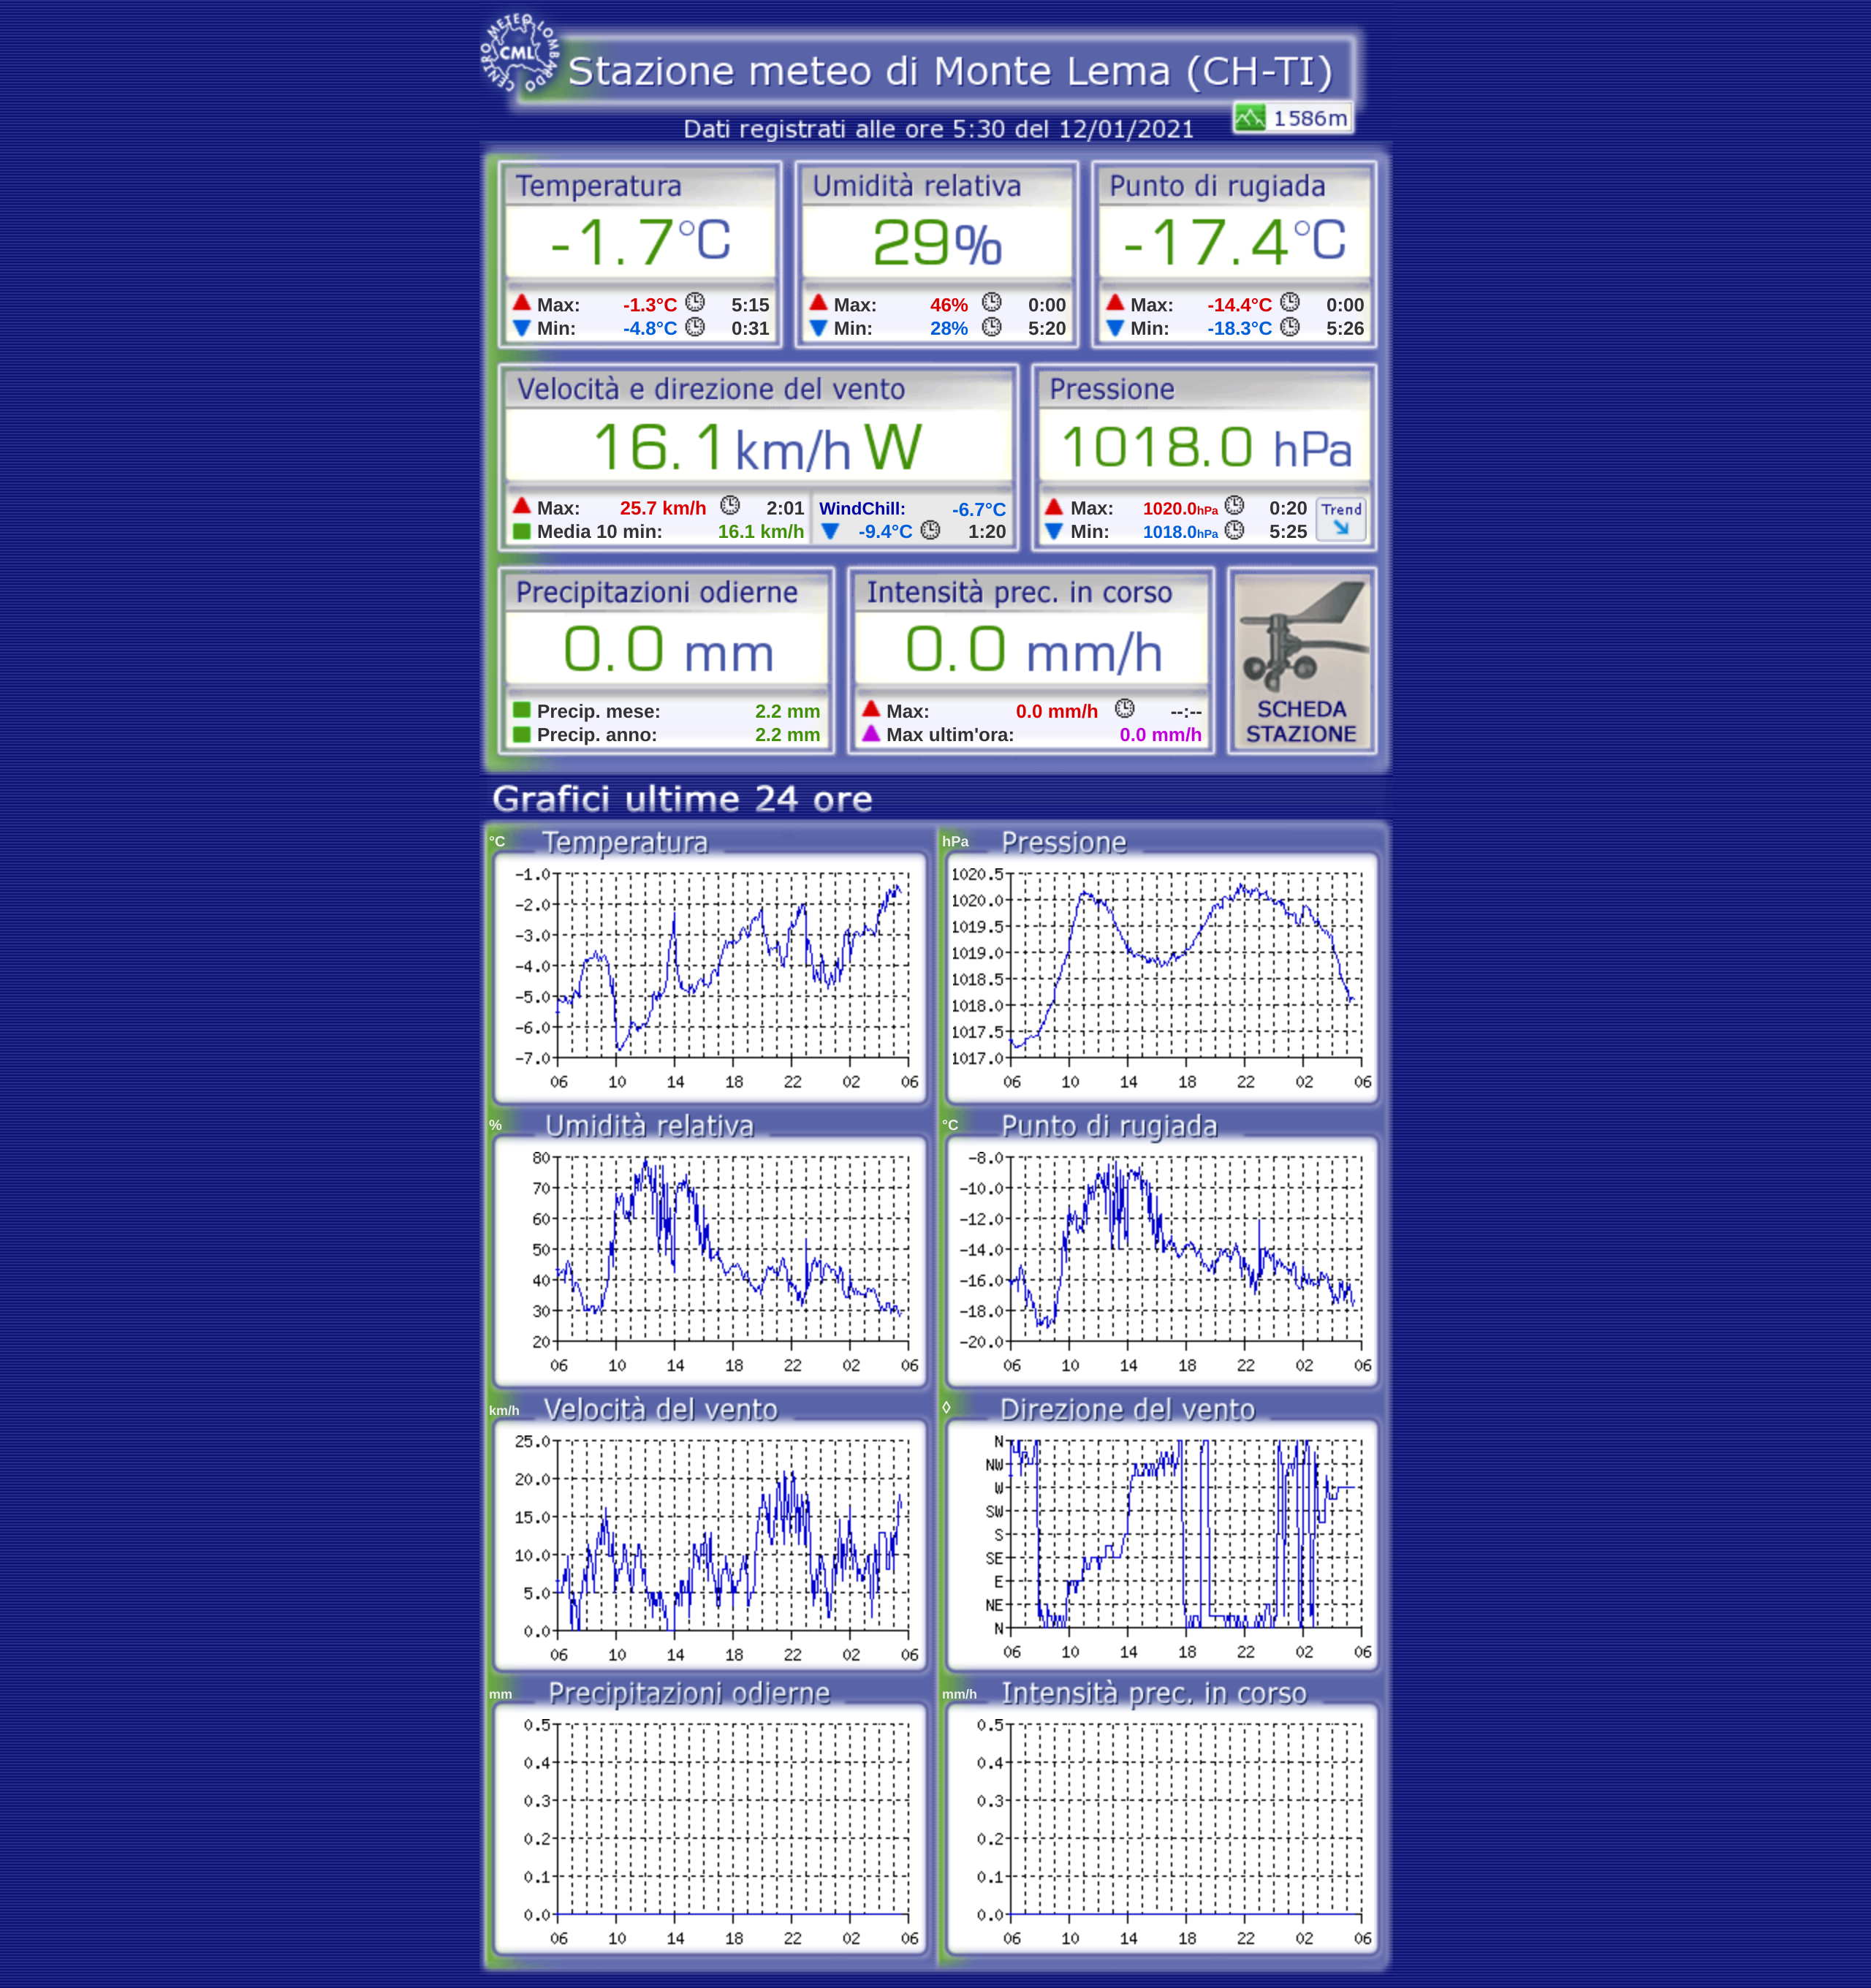 CENTRO METEO LOMBARDO
CML
Stazione meteo di Monte Lema (CH-TI)
1586m
Dati registrati alle ore 5:30 del 12/01/2021
Temperatura
-1.7°C
Max: -1.3°C 5:15
Min: -4.8°C 0:31
Umidità relativa
29%
Max: 46% 0:00
Min: 28% 5:20
Punto di rugiada
-17.4°C
Max: -14.4°C 0:00
Min: -18.3°C 5:26
Velocità e direzione del vento
16.1km/h W
Max: 25.7 km/h 2:01
Media 10 min: 16.1 km/h
WindChill: -6.7°C
-9.4°C 1:20
Pressione
1018.0 hPa
Max: 1020.0hPa 0:20
Min: 1018.0hPa 5:25
Trend
Precipitazioni odierne
0.0 mm
Precip. mese: 2.2 mm
Precip. anno: 2.2 mm
Intensità prec. in corso
0.0 mm/h
Max: 0.0 mm/h --:--
Max ultim'ora: 0.0 mm/h
SCHEDA
STAZIONE
Grafici ultime 24 ore
°C Temperatura
-1.0
-2.0
-3.0
-4.0
-5.0
-6.0
-7.0
06 10 14 18 22 02 06
hPa Pressione
1020.5
1020.0
1019.5
1019.0
1018.5
1018.0
1017.5
1017.0
06 10 14 18 22 02 06
% Umidità relativa
80
70
60
50
40
30
20
06 10 14 18 22 02 06
°C Punto di rugiada
-8.0
-10.0
-12.0
-14.0
-16.0
-18.0
-20.0
06 10 14 18 22 02 06
km/h Velocità del vento
25.0
20.0
15.0
10.0
5.0
0.0
06 10 14 18 22 02 06
◊ Direzione del vento
N
NW
W
SW
S
SE
E
NE
N
06 10 14 18 22 02 06
mm Precipitazioni odierne
0.5
0.4
0.3
0.2
0.1
0.0
06 10 14 18 22 02 06
mm/h Intensità prec. in corso
0.5
0.4
0.3
0.2
0.1
0.0
06 10 14 18 22 02 06